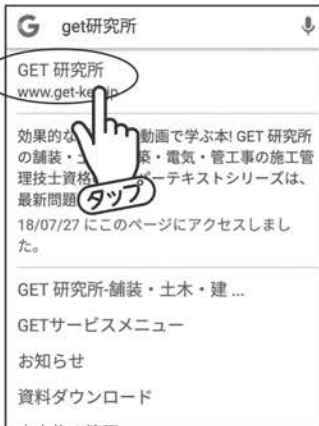 G get研究所
GET 研究所
www.get-ke jp
効果的な 動画で学ぶ本! GET 研究所
の舗装・土 築・電気・管工事の施工管
理技士資格 パーテキストシリーズは、
最新問題
タップ
18/07/27 にこのページにアクセスしまし
た。
GET 研究所-舗装・土木・建 ...
GETサービスメニュー
お知らせ
資料ダウンロード